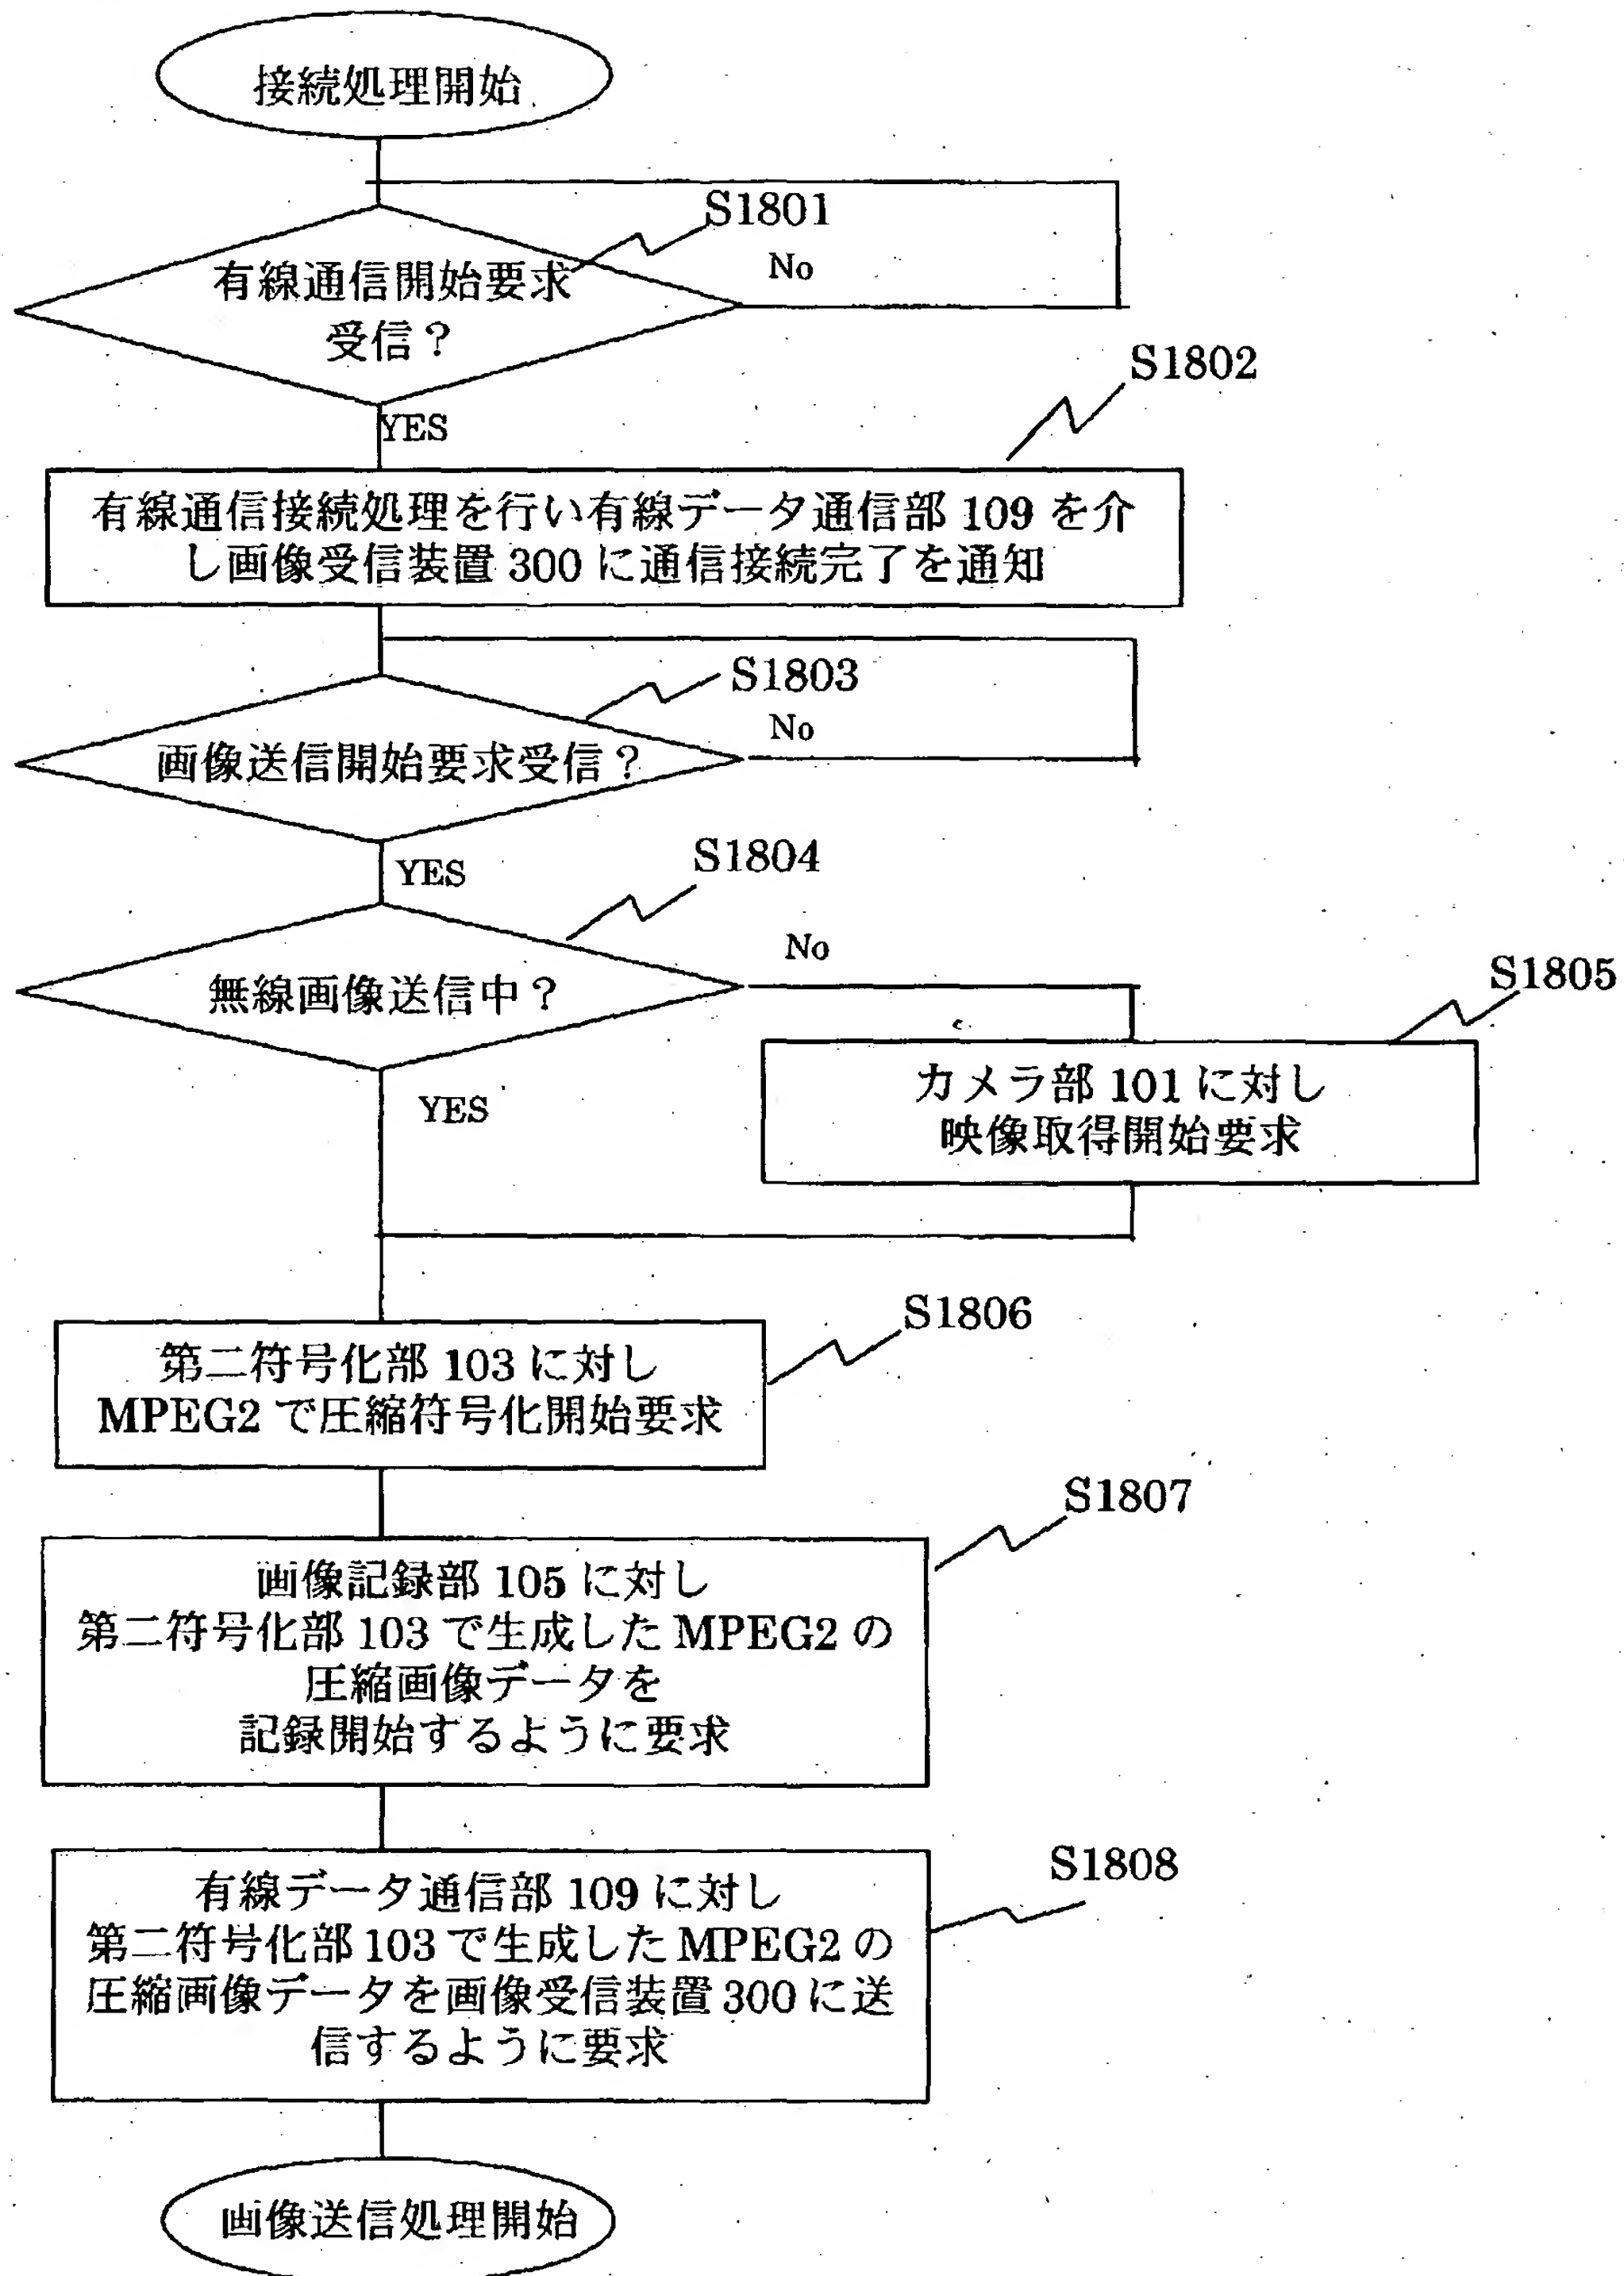 接続処理開始
S1801
有線通信開始要求
受信？
No
YES
S1802
有線通信接続処理を行い有線データ通信部 109 を介
し画像受信装置 300 に通信接続完了を通知
S1803
画像送信開始要求受信？
No
YES
S1804
無線画像送信中？
No
YES
S1805
カメラ部 101 に対し
映像取得開始要求
S1806
第二符号化部 103 に対し
MPEG2 で圧縮符号化開始要求
S1807
画像記録部 105 に対し
第二符号化部 103 で生成した MPEG2 の
圧縮画像データを
記録開始するように要求
S1808
有線データ通信部 109 に対し
第二符号化部 103 で生成した MPEG2 の
圧縮画像データを画像受信装置 300 に送
信するように要求
画像送信処理開始